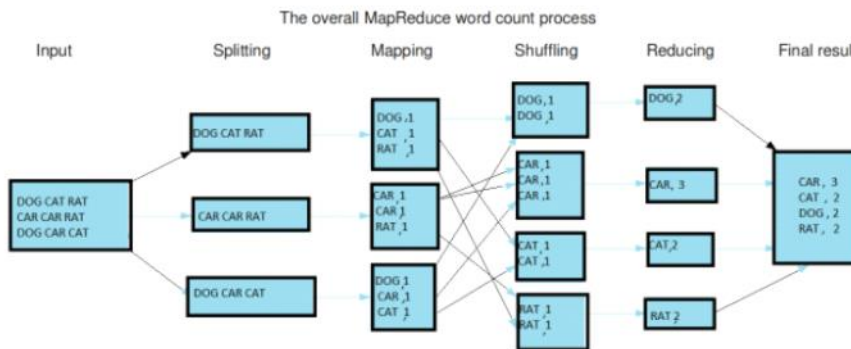 The overall MapReduce word count process
Input
Splitting
Mapping
Shuffling
Reducing
Final resul
DOG CAT RAT
CAR CAR RAT
DOG CAR CAT
DOG CAT RAT
CAR CAR RAT
DOG CAR CAT
DOG,1
CAT ,1
RAT ,1
CAR,1
CAR,1
RAT,1
DOG,1
CAR,1
CAT,1
DOG,1
DOG,1
CAR,1
CAR,1
CAR,1
CAT,1
CAT,1
RAT,1
RAT,1
DOG,2
CAR, 3
CAT,2
RAT,2
CAR, 3
CAT, 2
DOG, 2
RAT, 2